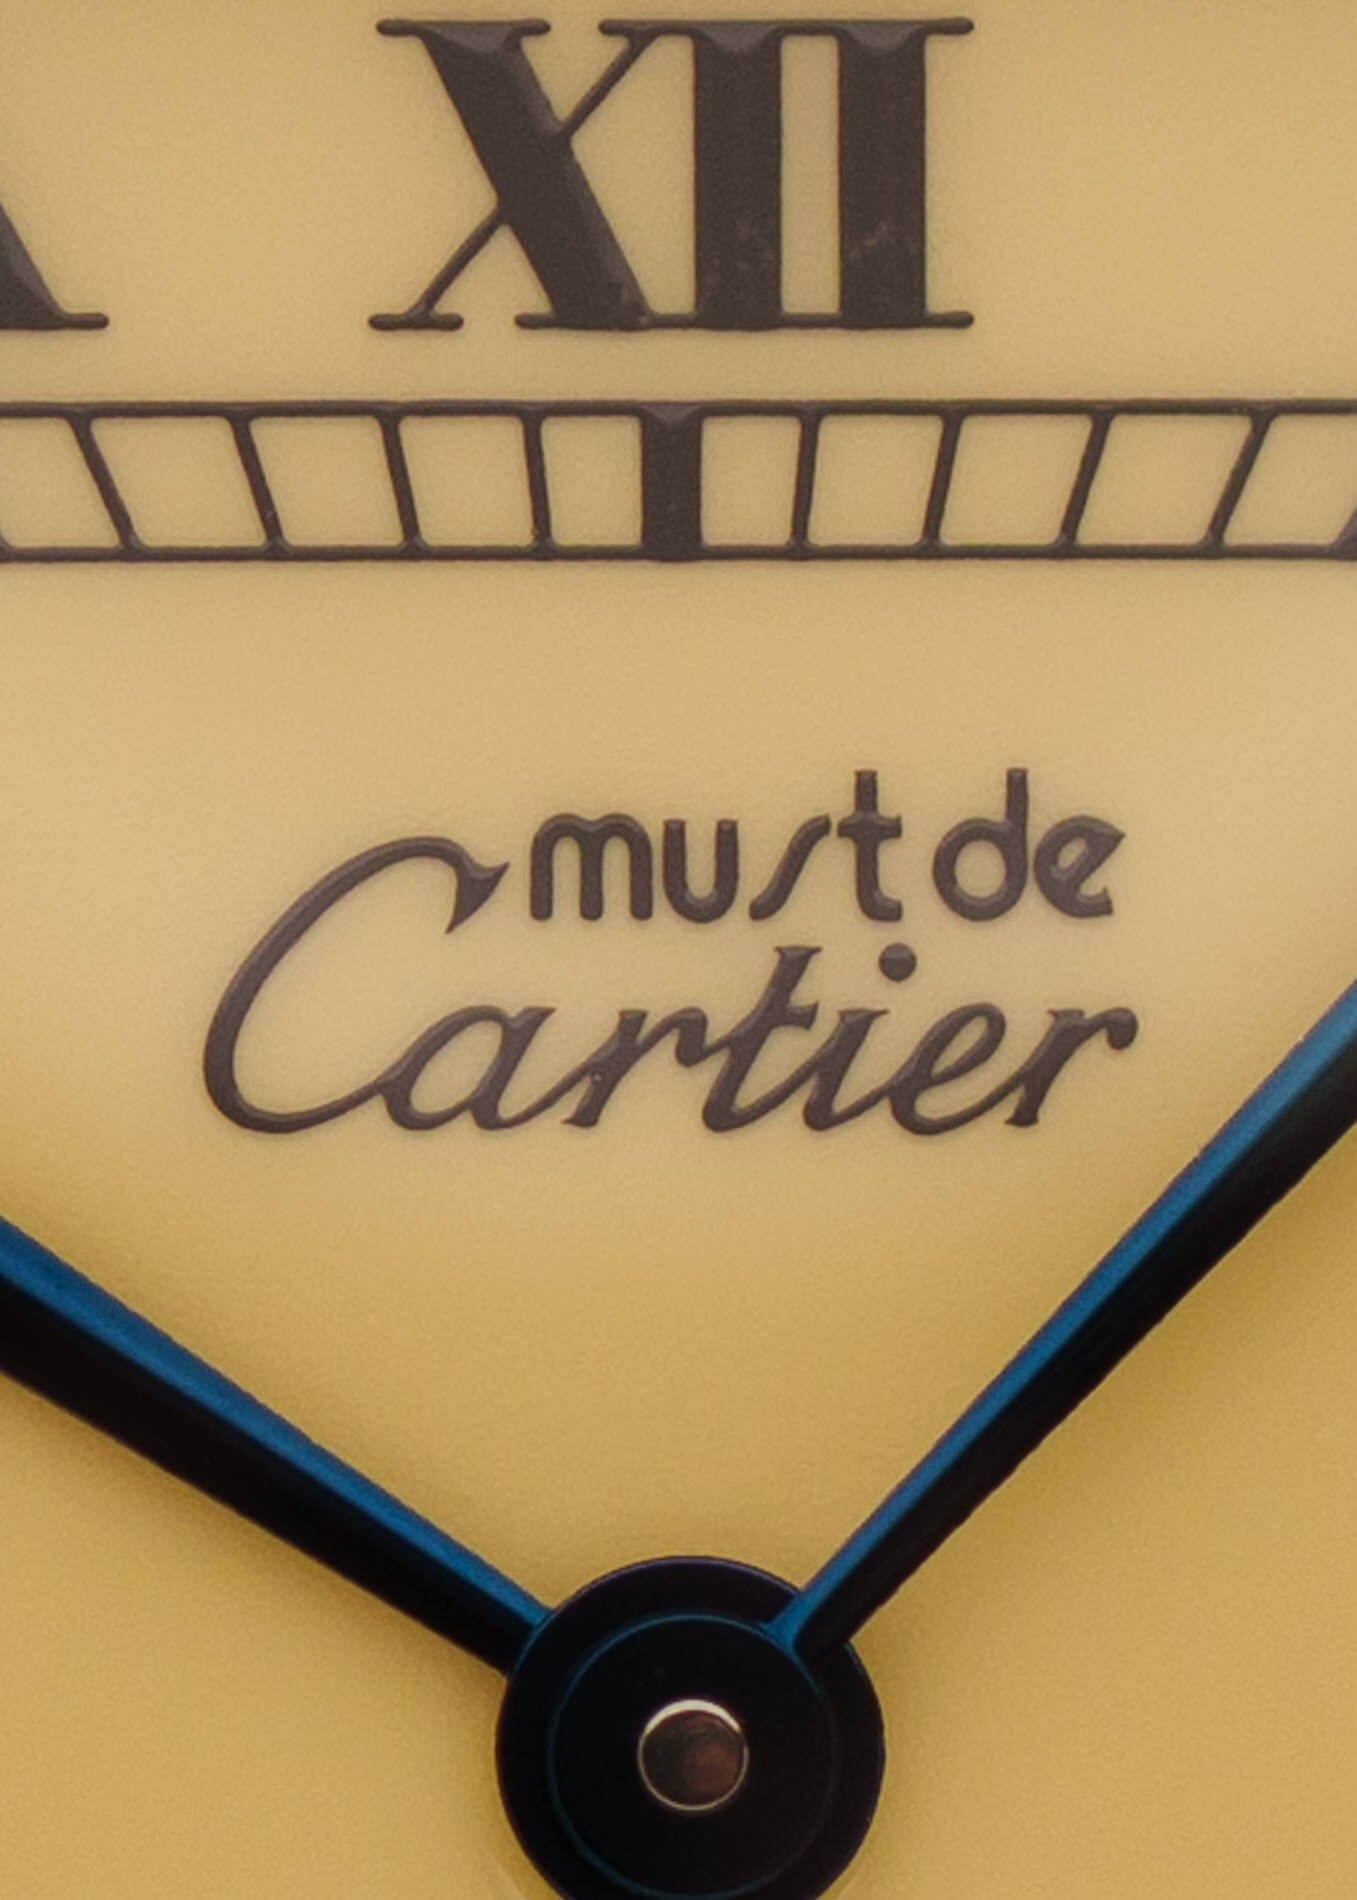 XII
must de
Cartier